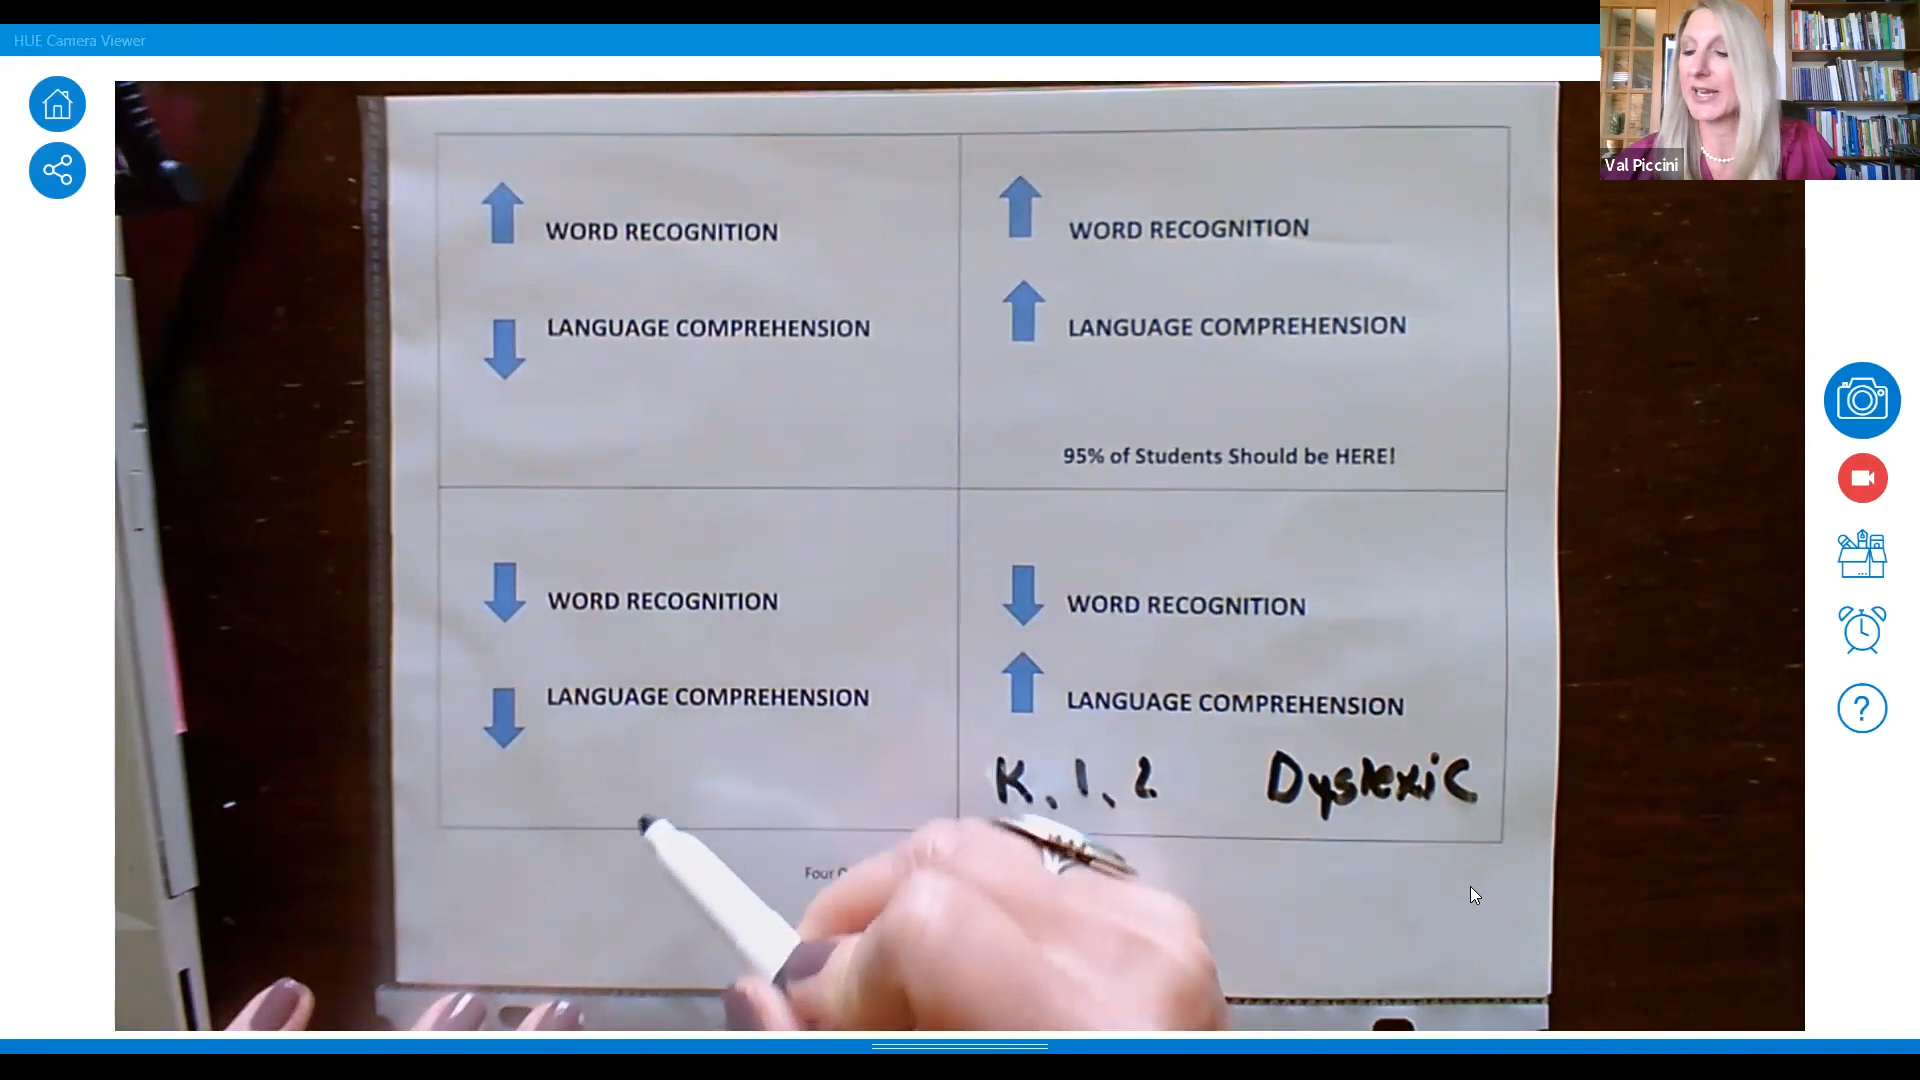 HUE Camera Viewer
Val Piccini
WORD RECOGNITION
LANGUAGE COMPREHENSION
WORD RECOGNITION
LANGUAGE COMPREHENSION
95% of Students Should be HERE!
WORD RECOGNITION
LANGUAGE COMPREHENSION
WORD RECOGNITION
LANGUAGE COMPREHENSION
K, 1, 2 Dyslexic
Four